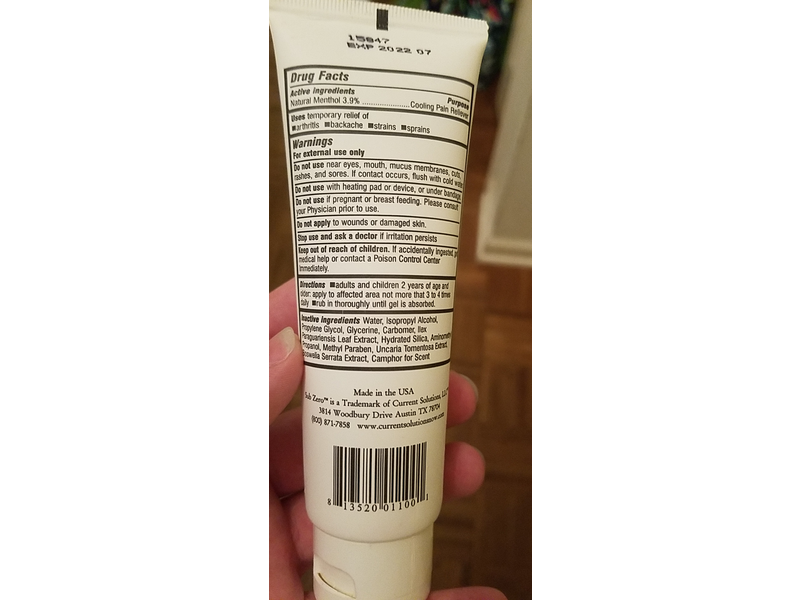 15847
EXP 2022 07
Drug Facts
Active ingredients Purpose
Natural Menthol 3.9% ......................Cooling Pain Reliever
Uses temporary relief of
■arthritis ■backache ■strains ■sprains
Warnings
For external use only
Do not use near eyes, mouth, mucus membranes, cuts,
rashes, and sores. If contact occurs, flush with cold water
Do not use with heating pad or device, or under bandage
Do not use if pregnant or breast feeding. Please consult
your Physician prior to use.
Do not apply to wounds or damaged skin.
Stop use and ask a doctor if irritation persists
Keep out of reach of children. If accidentally ingested,
medical help or contact a Poison Control Center
immediately.
Directions ■adults and children 2 years of age and
older: apply to affected area not more that 3 to 4 times
daily ■rub in thoroughly until gel is absorbed.
Inactive Ingredients Water, Isopropyl Alcohol,
Propylene Glycol, Glycerine, Carbomer, Ilex
Paraguariensis Leaf Extract, Hydrated Silica, Aminomethyl
Propanol, Methyl Paraben, Uncaria Tomentosa Extract,
Boswelia Serrata Extract, Camphor for Scent
Made in the USA
Sub Zero™ is a Trademark of Current Solutions, LLC
3814 Woodbury Drive Austin TX 78704
(800) 871-7858 www.currentsolutionsnow.com
8 13520 01100 1